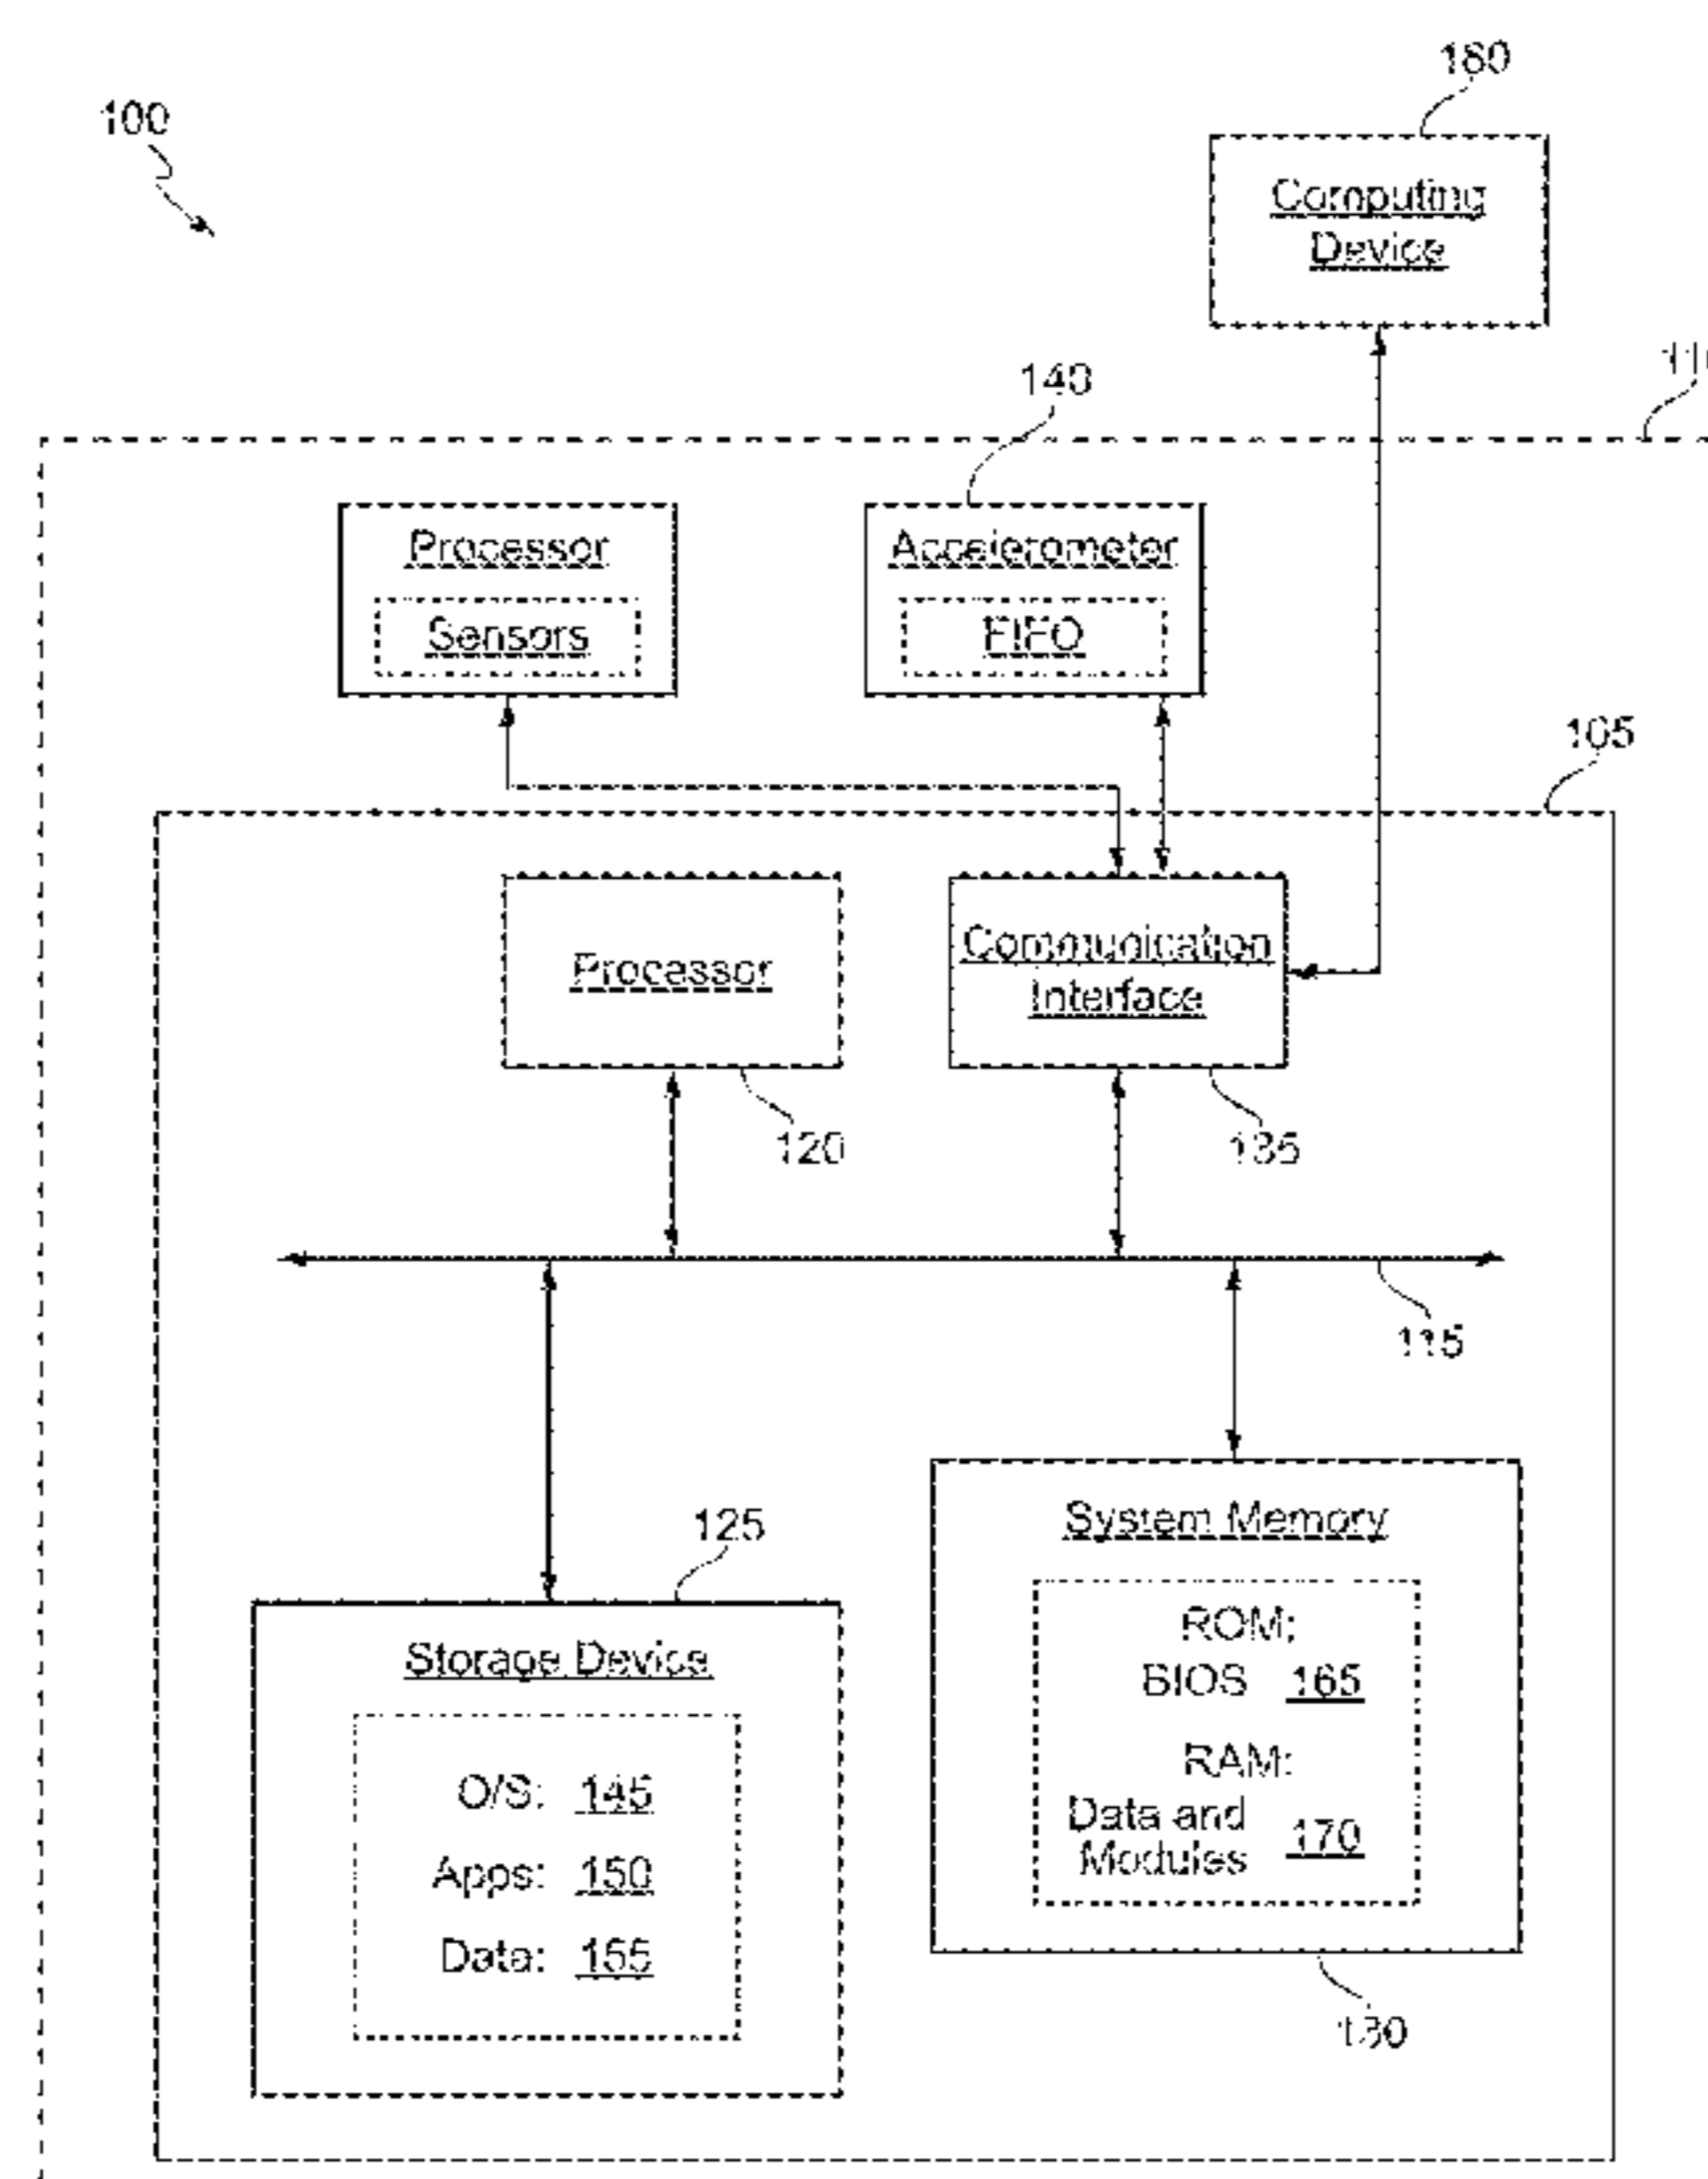 100
Computing
Device
140
Processor
Accelerometer
Sensors
FIFO
105
Processor
Communication
Interface
120
135
115
125
System Memory
ROM:
BIOS 165
RAM:
Data and
Modules 170
Storage Device
O/S: 145
Apps: 150
Data: 155
130